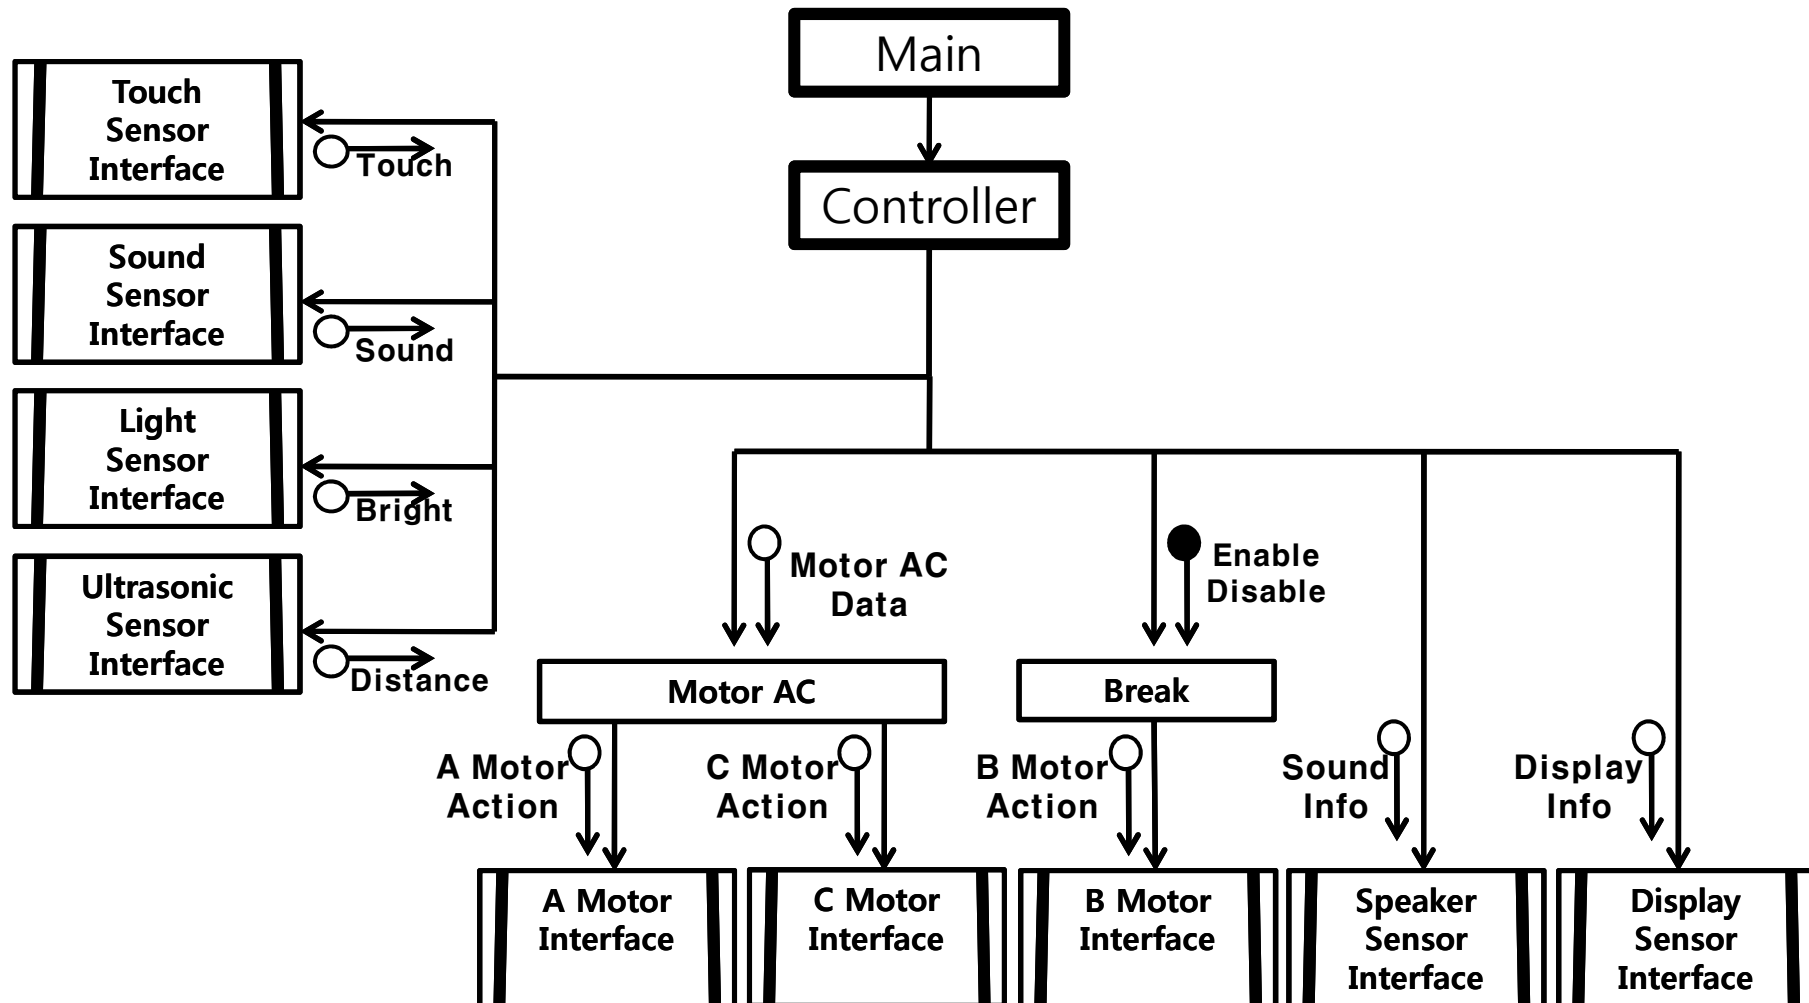 Main
Controller
Touch
Sensor
Interface
Touch
Sound
Sensor
Interface
Sound
Light
Sensor
Interface
Bright
Ultrasonic
Sensor
Interface
Distance
Motor AC
Data
Enable
Disable
Motor AC
Break
A Motor
Action
C Motor
Action
B Motor
Action
Sound
Info
Display
Info
A Motor
Interface
C Motor
Interface
B Motor
Interface
Speaker
Sensor
Interface
Display
Sensor
Interface